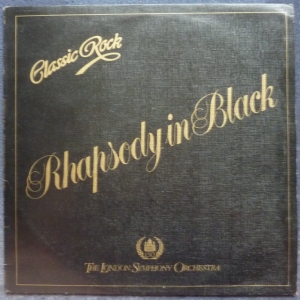 Classic Rock
Rhapsody in Black
THE LONDON SYMPHONY ORCHESTRA